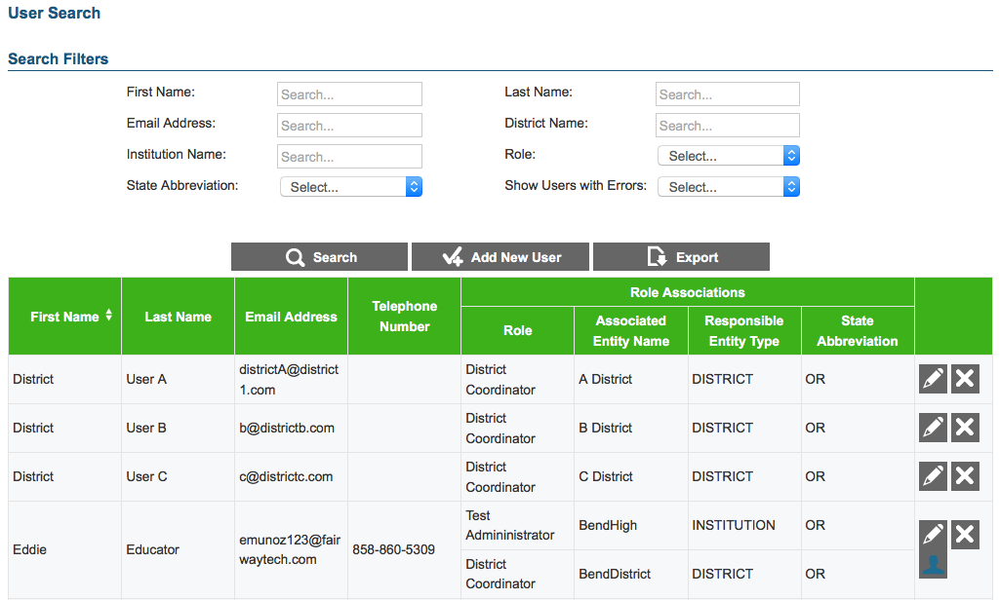 User Search
Search Filters
First Name: Search... Last Name: Search...
Email Address: Search... District Name: Search...
Institution Name: Search... Role: Select...
State Abbreviation: Select... Show Users with Errors: Select...
Search Add New User Export
First Name Last Name Email Address Telephone Number Role Associations
Role Associated Entity Name Responsible Entity Type State Abbreviation
District User A districtA@district
1.com District Coordinator A District DISTRICT OR
District User B b@districtb.com District Coordinator B District DISTRICT OR
District User C c@districtc.com District Coordinator C District DISTRICT OR
Eddie Educator emunoz123@fair
waytech.com 858-860-5309 Test Admininistrator BendHigh INSTITUTION OR
District Coordinator BendDistrict DISTRICT OR